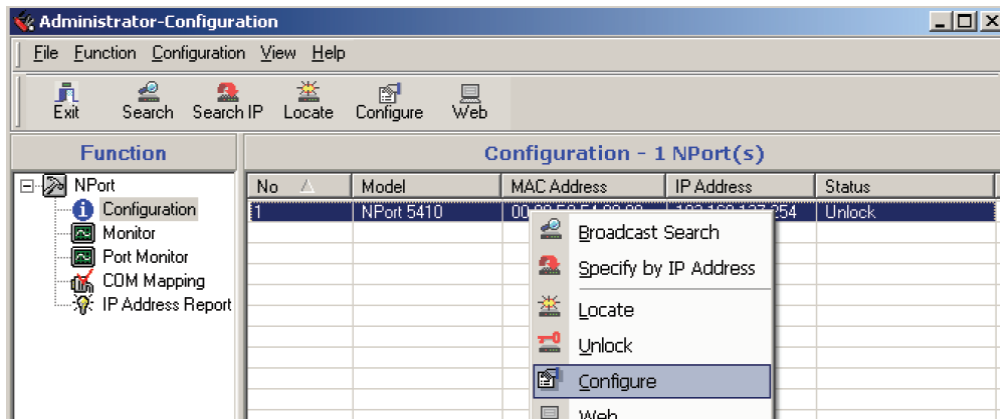 Administrator-Configuration
File Function Configuration View Help
Exit Search Search IP Locate Configure Web
Function
Configuration - 1 NPort(s)
NPort
Configuration
Monitor
Port Monitor
COM Mapping
IP Address Report
No Model MAC Address IP Address Status
1 NPort 5410 254 Unlock
Broadcast Search
Specify by IP Address
Locate
Unlock
Configure
Web